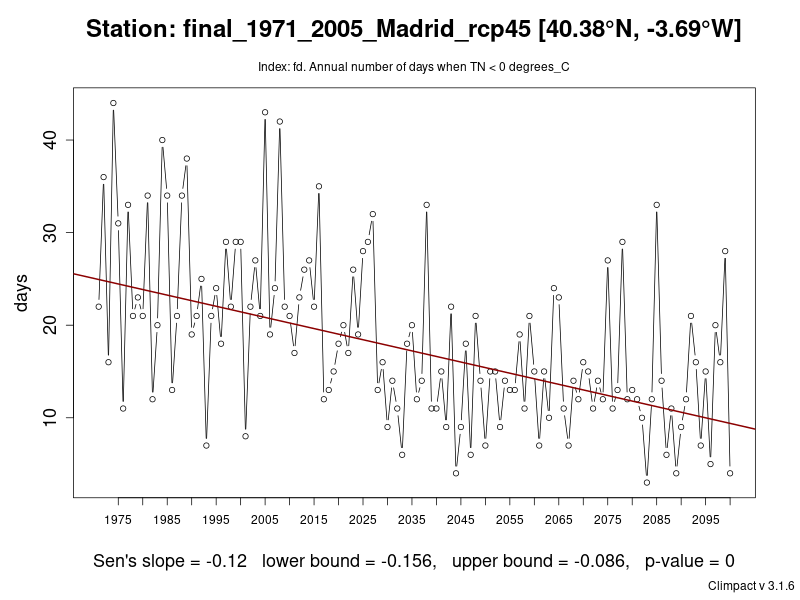 Station: final_1971_2005_Madrid_rcp45 [40.38°N, -3.69°W]
Index: fd. Annual number of days when TN < 0 degrees_C
days
40
30
20
10
1975 1985 1995 2005 2015 2025 2035 2045 2055 2065 2075 2085 2095
Sen's slope = -0.12 lower bound = -0.156, upper bound = -0.086, p-value = 0
Climpact v 3.1.6